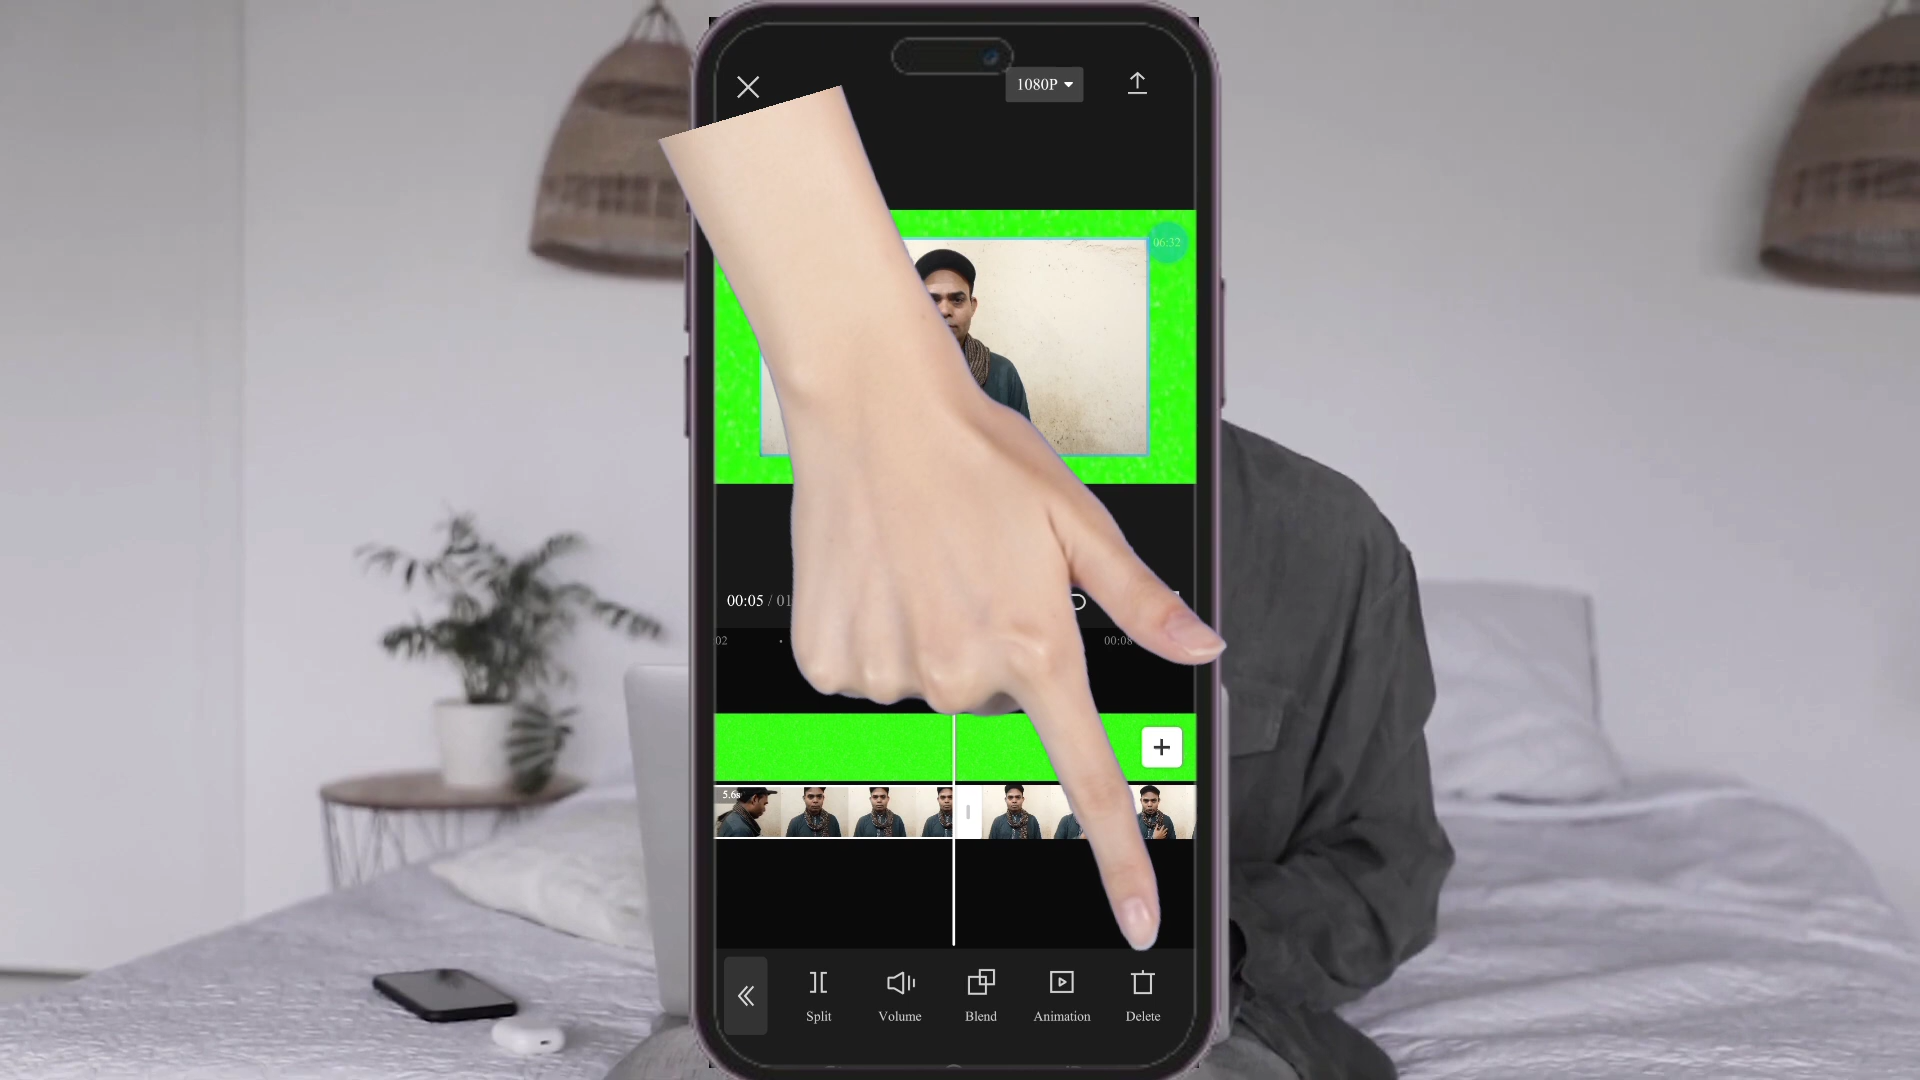 1080P
06:32
00:05 / 01
02
00:08
5.6s
Split
Volume
Blend
Animation
Delete